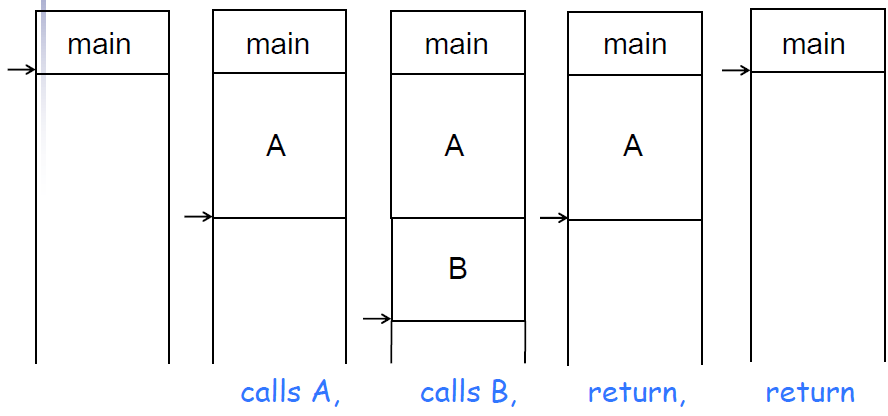 main
main
main
main
main
A
A
A
B
calls A,
calls B,
return,
return